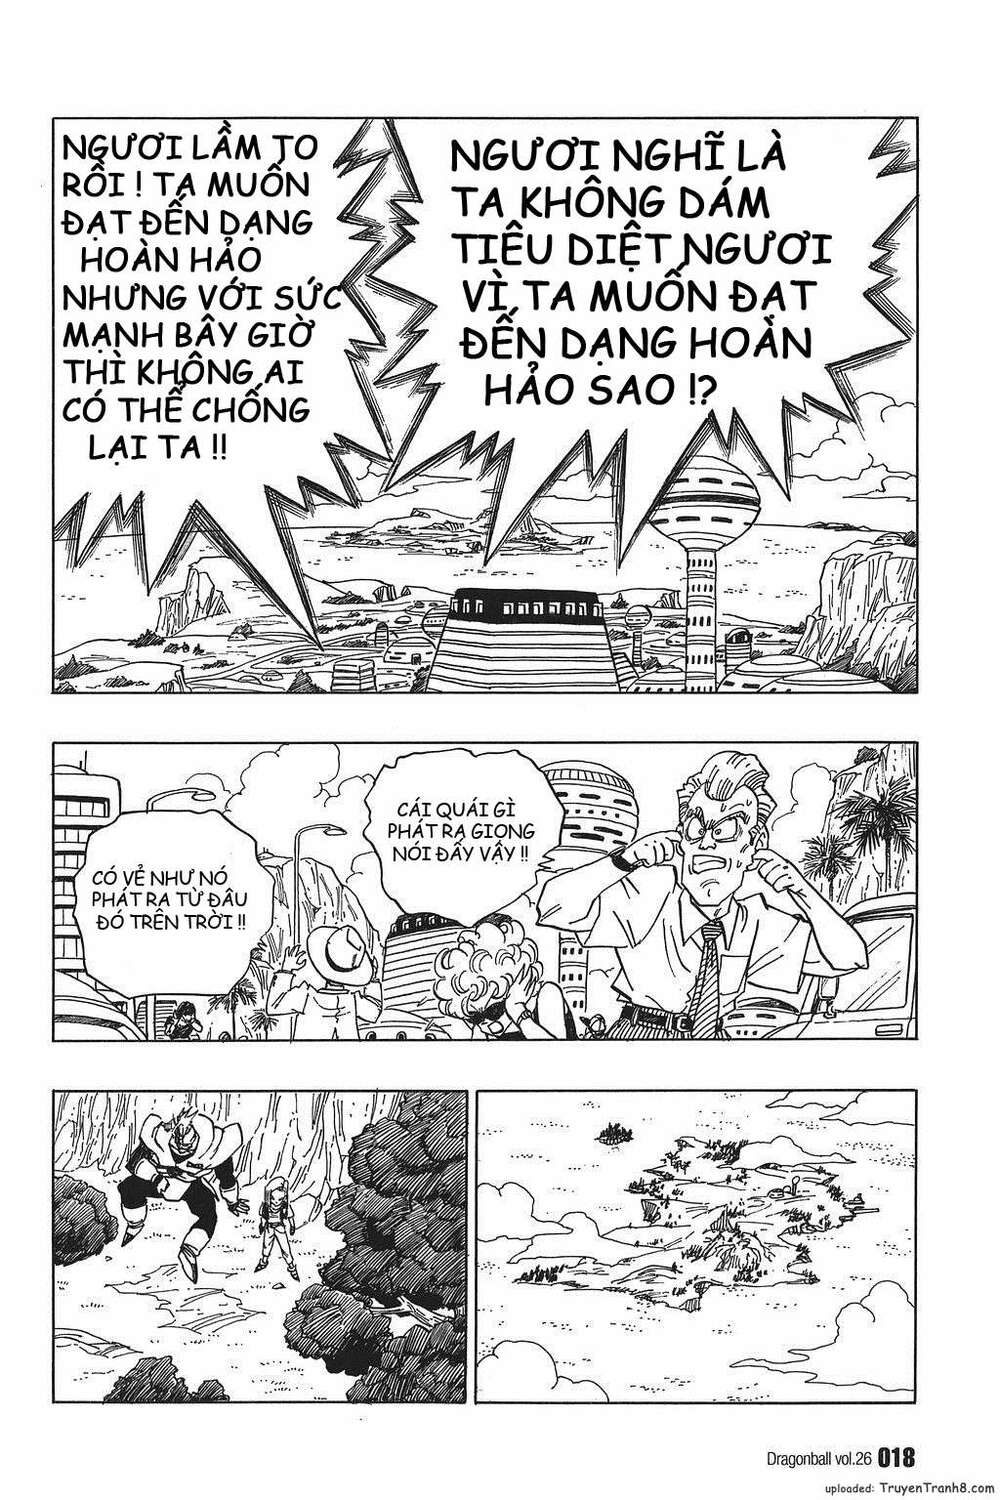 NGƯƠI NGHĨ LÀ
TA KHÔNG DÁM
TIÊU DIỆT NGƯƠI
VÌ TA MUỐN ĐẠT
ĐẾN DẠNG HOÀN
HẢO SAO !?
NGƯƠI LẦM TO
RỒI ! TA MUỐN
ĐẠT ĐẾN DẠNG
HOÀN HẢO
NHƯNG VỚI SỨC
MẠNH BÂY GIỜ
THÌ KHÔNG AI
CÓ THỂ CHỐNG
LẠI TA !!
CÁI QUÁI GÌ
PHÁT RA GIỌNG
NÓI ĐẤY VẬY !!
CÓ VẺ NHƯ NÓ
PHÁT RA TỪ ĐÂU
ĐÓ TRÊN TRỜI !!
Dragonball vol.26 018
uploaded: TruyenTranh8.com